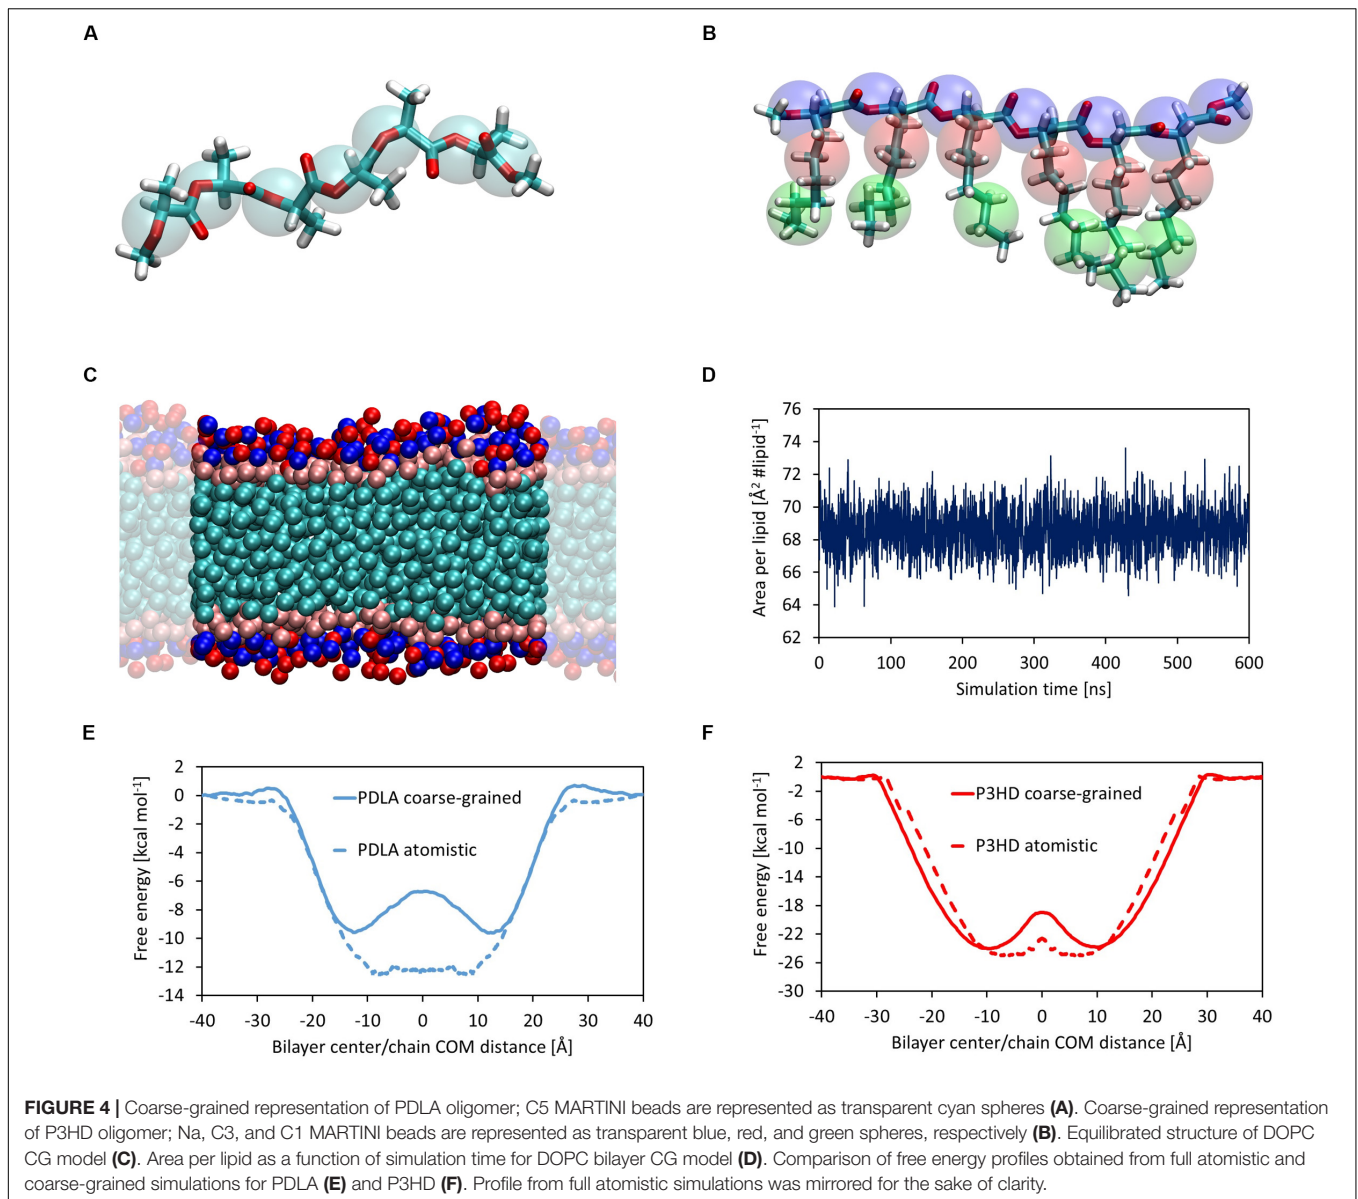 A
B
C
D
Area per lipid [Å² #lipid⁻¹]
76
74
72
70
68
66
64
62
0
100
200
300
400
500
600
Simulation time [ns]
E
Free energy [kcal mol⁻¹]
2
0
-2
-4
-6
-8
-10
-12
-14
PDLA coarse-grained
PDLA atomistic
-40
-30
-20
-10
0
10
20
30
40
Bilayer center/chain COM distance [Å]
F
Free energy [kcal mol⁻¹]
2
-6
-6
-10
-14
-18
-22
-26
-30
P3HD coarse-grained
P3HD atomistic
-40
-30
-20
-10
0
10
20
30
40
Bilayer center/chain COM distance [Å]
FIGURE 4 | Coarse-grained representation of PDLA oligomer; C5 MARTINI beads are represented as transparent cyan spheres (A). Coarse-grained representation
of P3HD oligomer; Na, C3, and C1 MARTINI beads are represented as transparent blue, red, and green spheres, respectively (B). Equilibrated structure of DOPC
CG model (C). Area per lipid as a function of simulation time for DOPC bilayer CG model (D). Comparison of free energy profiles obtained from full atomistic and
coarse-grained simulations for PDLA (E) and P3HD (F). Profile from full atomistic simulations was mirrored for the sake of clarity.